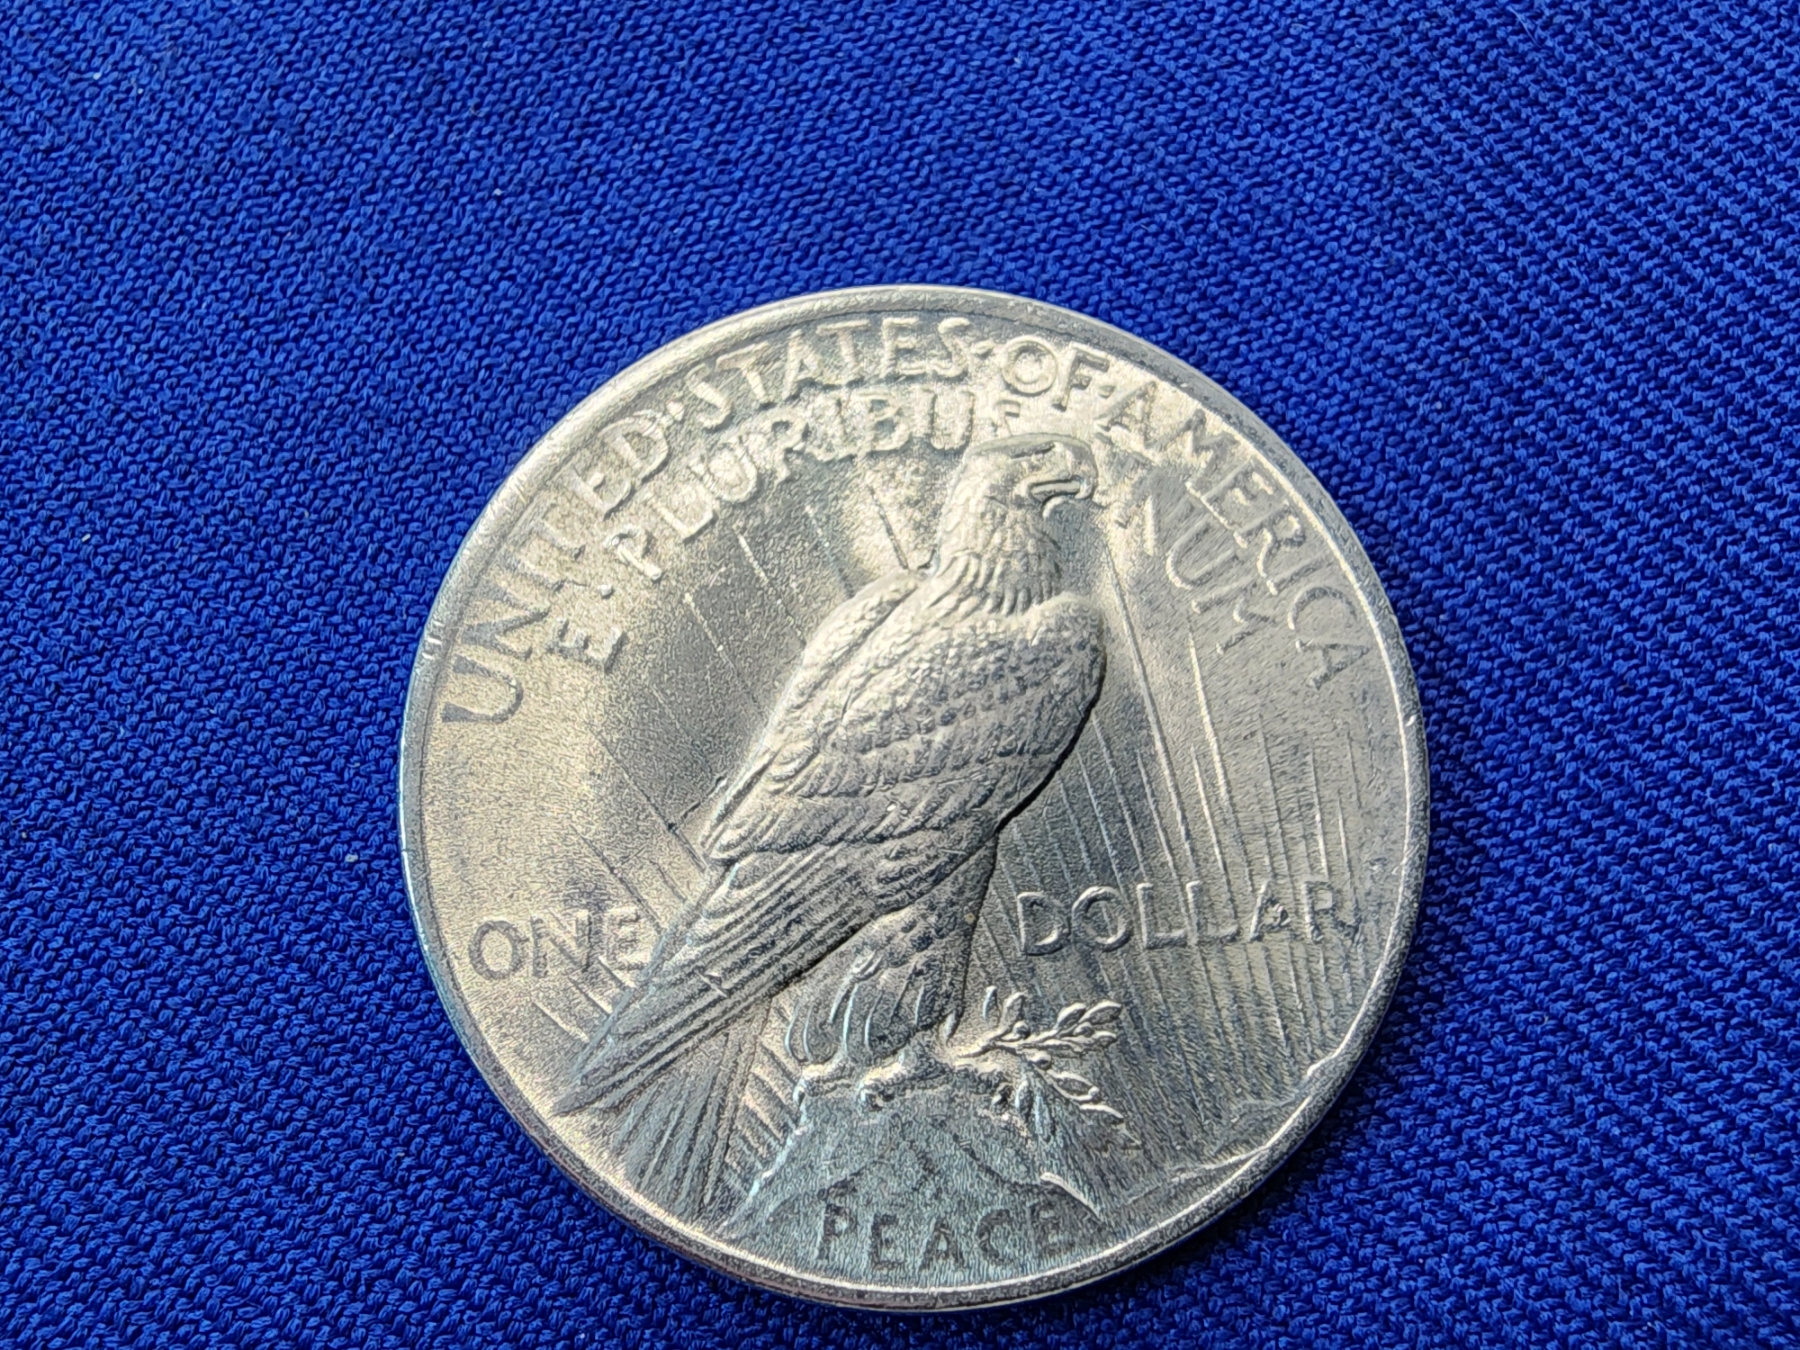 UNITED·STATES·OF·AMERICA
E·PLURIBUS UNUM
ONE DOLLAR
PEACE